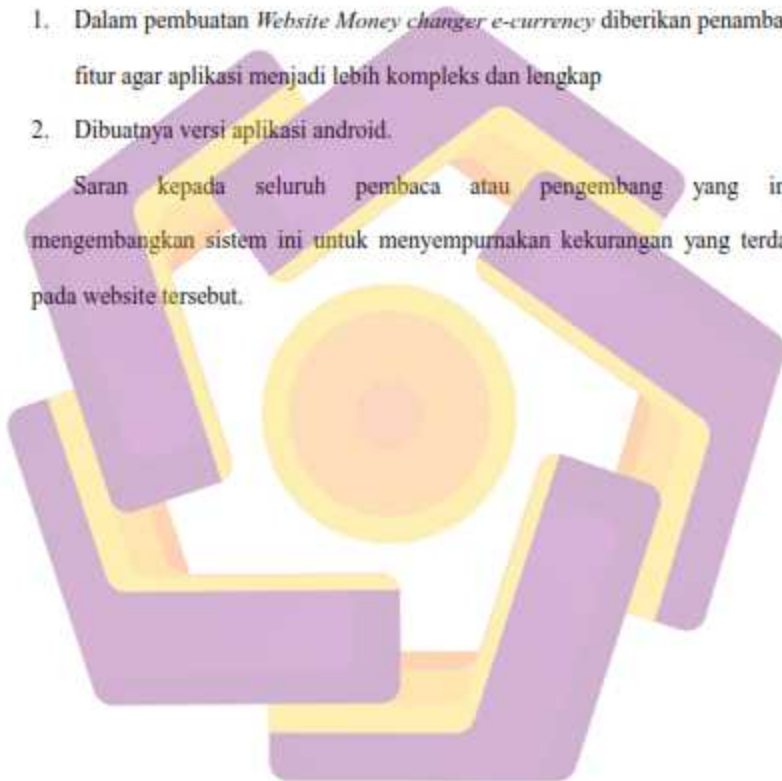 1. Dalam pembuatan Website Money changer e-currency diberikan penamba
fitur agar aplikasi menjadi lebih kompleks dan lengkap
2. Dibuatnya versi aplikasi android.
Saran kepada seluruh pembaca atau pengembang yang in
mengembangkan sistem ini untuk menyempurnakan kekurangan yang terda
pada website tersebut.